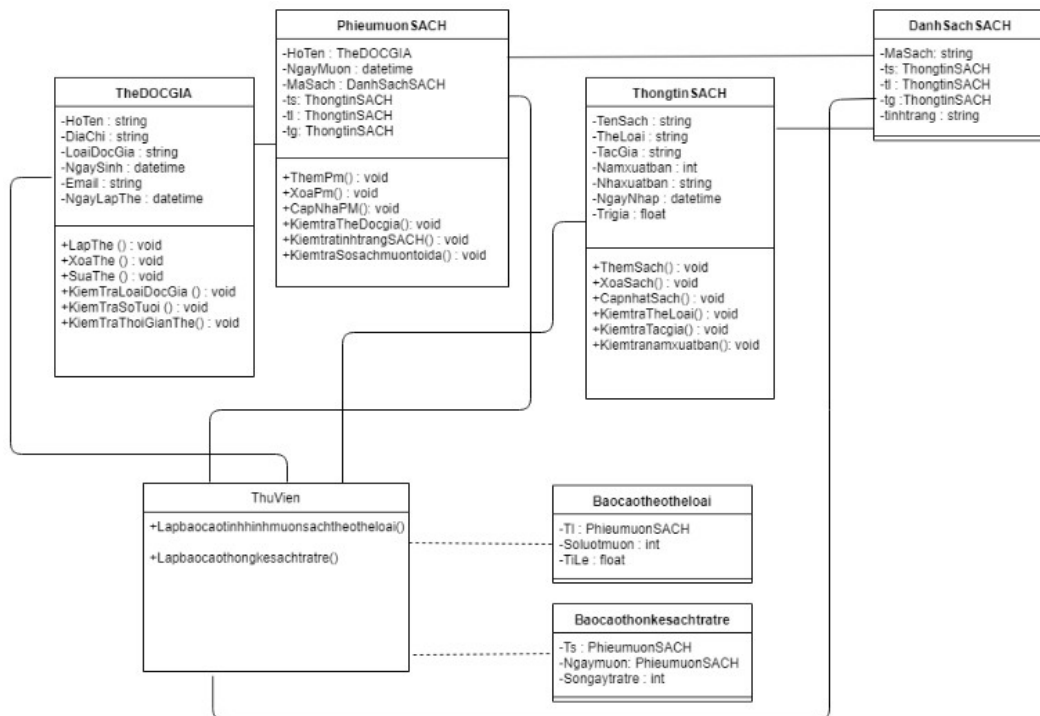 PhieumuonSACH
-HoTen : TheDOCGIA
-NgayMuon : datetime
-MaSach : DanhSachSACH
-ts: ThongtinSACH
-tl : ThongtinSACH
-tg: ThongtinSACH
+ThemPm() : void
+XoaPm() : void
+CapNhaPM(): void
+KiemtraTheDocgia(): void
+KiemtratinhtrangSACH() : void
+KiemtraSosachmuontoida() : void
DanhSachSACH
-MaSach: string
-ts: ThongtinSACH
-tl : ThongtinSACH
-tg :ThongtinSACH
-tinhtrang : string
TheDOCGIA
-HoTen : string
-DiaChi : string
-LoaiDocGia : string
-NgaySinh : datetime
-Email : string
-NgayLapThe : datetime
+LapThe () : void
+XoaThe () : void
+SuaThe () : void
+KiemTraLoaiDocGia () : void
+KiemTraSoTuoi () : void
+KiemTraThoiGianThe() : void
ThongtinSACH
-TenSach : string
-TheLoai : string
-TacGia : string
-Namxuatban : int
-Nhaxuatban : string
-NgayNhap : datetime
-Trigia : float
+ThemSach() : void
+XoaSach() : void
+CapnhatSach() : void
+KiemtraTheLoai() : void
+KiemtraTacgia() : void
+Kiemtranamxuatban(): void
ThuVien
+Lapbaocaotinhhinhmuonsachtheotheloai()
+Lapbaocaothongkesachtratre()
Baocaotheotheloai
-Tl : PhieumuonSACH
-Soluotmuon : int
-TiLe : float
Baocaothonkesachtratre
-Ts : PhieumuonSACH
-Ngaymuon: PhieumuonSACH
-Songaytratre : int